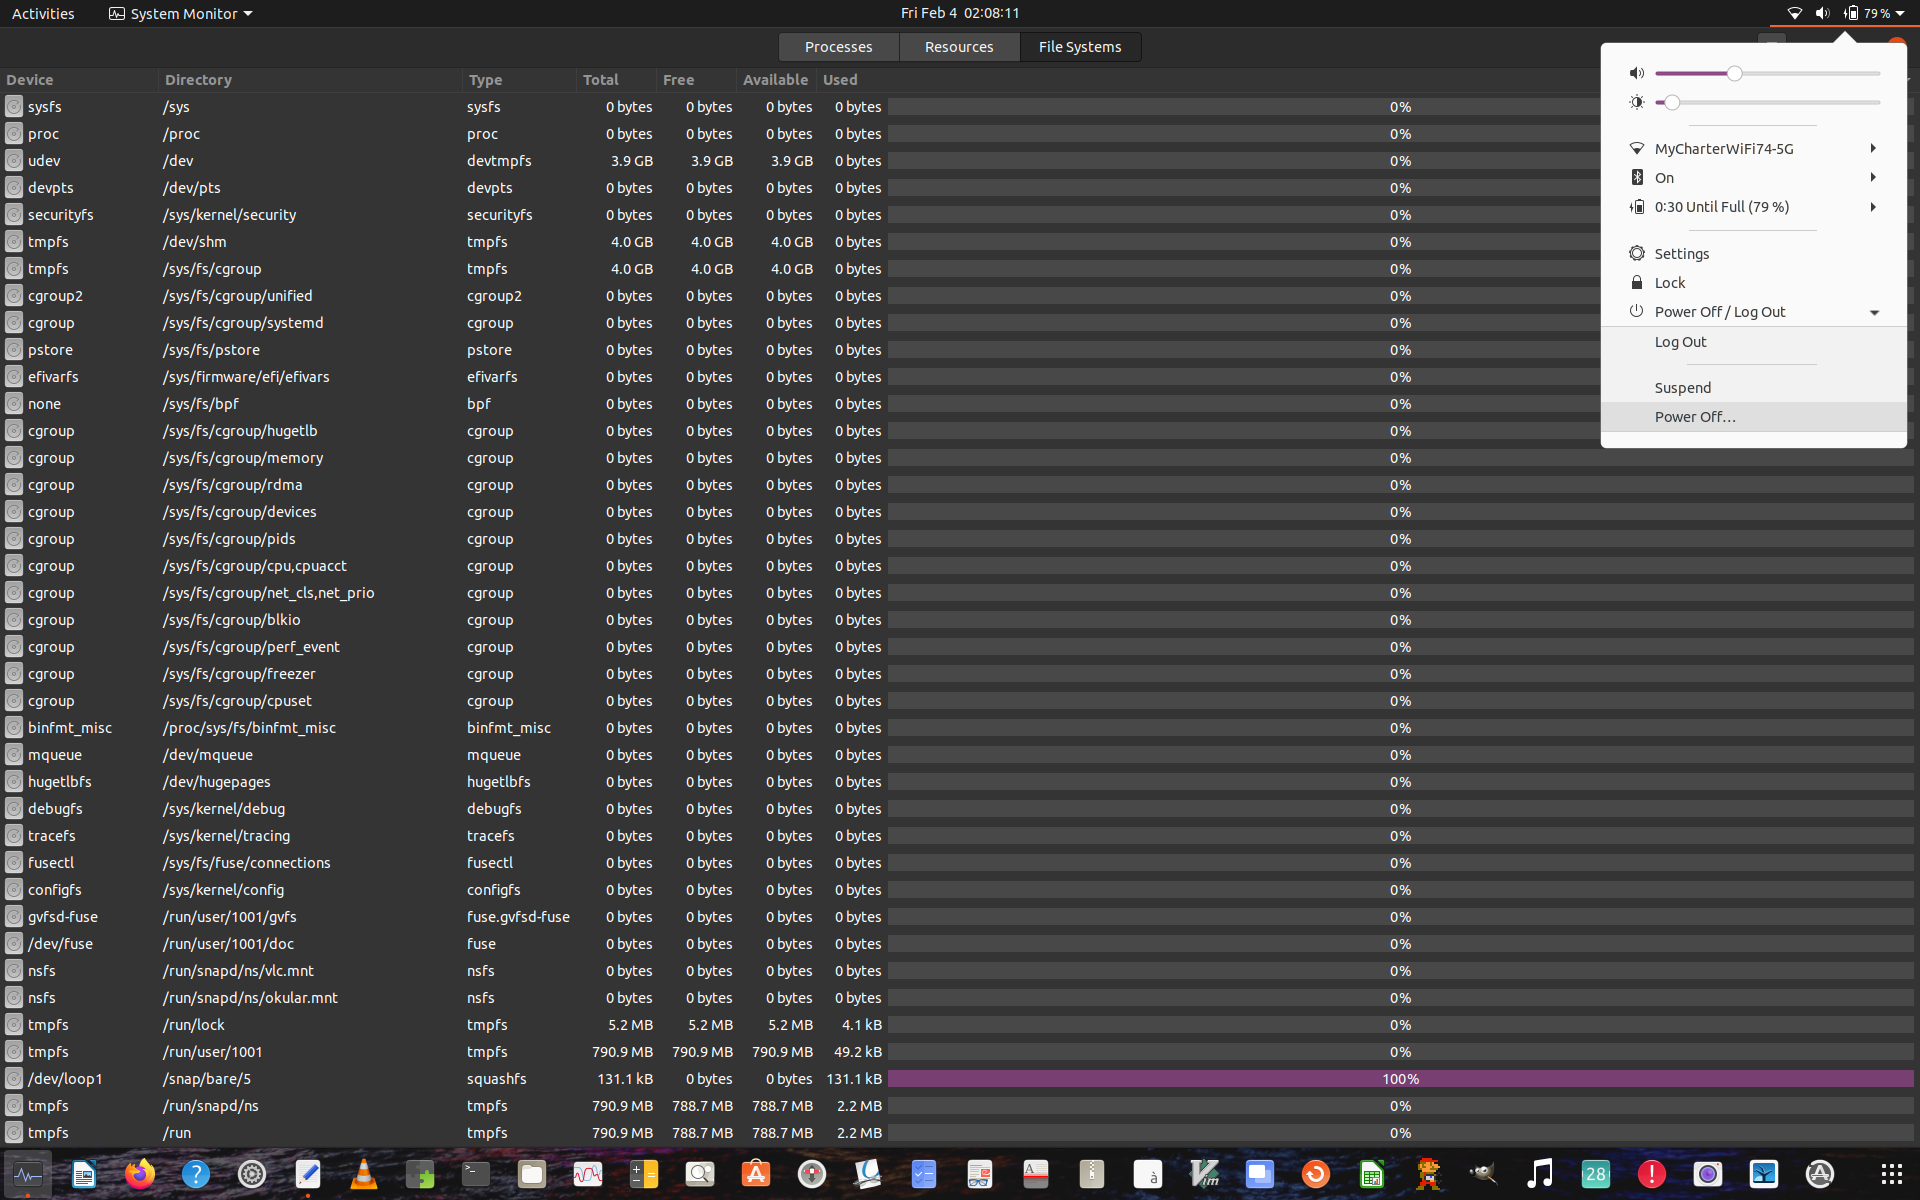 Activities System Monitor Fri Feb 4 02:08:11 79 %
Processes Resources File Systems
Device Directory Type Total Free Available Used
sysfs /sys sysfs 0 bytes 0 bytes 0 bytes 0 bytes 0%
proc /proc proc 0 bytes 0 bytes 0 bytes 0 bytes 0%
udev /dev devtmpfs 3.9 GB 3.9 GB 3.9 GB 0 bytes 0%
devpts /dev/pts devpts 0 bytes 0 bytes 0 bytes 0 bytes 0%
securityfs /sys/kernel/security securityfs 0 bytes 0 bytes 0 bytes 0 bytes 0%
tmpfs /dev/shm tmpfs 4.0 GB 4.0 GB 4.0 GB 0 bytes 0%
tmpfs /sys/fs/cgroup tmpfs 4.0 GB 4.0 GB 4.0 GB 0 bytes 0%
cgroup2 /sys/fs/cgroup/unified cgroup2 0 bytes 0 bytes 0 bytes 0 bytes 0%
cgroup /sys/fs/cgroup/systemd cgroup 0 bytes 0 bytes 0 bytes 0 bytes 0%
pstore /sys/fs/pstore pstore 0 bytes 0 bytes 0 bytes 0 bytes 0%
efivarfs /sys/firmware/efi/efivars efivarfs 0 bytes 0 bytes 0 bytes 0 bytes 0%
none /sys/fs/bpf bpf 0 bytes 0 bytes 0 bytes 0 bytes 0%
cgroup /sys/fs/cgroup/hugetlb cgroup 0 bytes 0 bytes 0 bytes 0 bytes 0%
cgroup /sys/fs/cgroup/memory cgroup 0 bytes 0 bytes 0 bytes 0 bytes 0%
cgroup /sys/fs/cgroup/rdma cgroup 0 bytes 0 bytes 0 bytes 0 bytes 0%
cgroup /sys/fs/cgroup/devices cgroup 0 bytes 0 bytes 0 bytes 0 bytes 0%
cgroup /sys/fs/cgroup/pids cgroup 0 bytes 0 bytes 0 bytes 0 bytes 0%
cgroup /sys/fs/cgroup/cpu,cpuacct cgroup 0 bytes 0 bytes 0 bytes 0 bytes 0%
cgroup /sys/fs/cgroup/net_cls,net_prio cgroup 0 bytes 0 bytes 0 bytes 0 bytes 0%
cgroup /sys/fs/cgroup/blkio cgroup 0 bytes 0 bytes 0 bytes 0 bytes 0%
cgroup /sys/fs/cgroup/perf_event cgroup 0 bytes 0 bytes 0 bytes 0 bytes 0%
cgroup /sys/fs/cgroup/freezer cgroup 0 bytes 0 bytes 0 bytes 0 bytes 0%
cgroup /sys/fs/cgroup/cpuset cgroup 0 bytes 0 bytes 0 bytes 0 bytes 0%
binfmt_misc /proc/sys/fs/binfmt_misc binfmt_misc 0 bytes 0 bytes 0 bytes 0 bytes 0%
mqueue /dev/mqueue mqueue 0 bytes 0 bytes 0 bytes 0 bytes 0%
hugetlbfs /dev/hugepages hugetlbfs 0 bytes 0 bytes 0 bytes 0 bytes 0%
debugfs /sys/kernel/debug debugfs 0 bytes 0 bytes 0 bytes 0 bytes 0%
tracefs /sys/kernel/tracing tracefs 0 bytes 0 bytes 0 bytes 0 bytes 0%
fusectl /sys/fs/fuse/connections fusectl 0 bytes 0 bytes 0 bytes 0 bytes 0%
configfs /sys/kernel/config configfs 0 bytes 0 bytes 0 bytes 0 bytes 0%
gvfsd-fuse /run/user/1001/gvfs fuse.gvfsd-fuse 0 bytes 0 bytes 0 bytes 0 bytes 0%
/dev/fuse /run/user/1001/doc fuse 0 bytes 0 bytes 0 bytes 0 bytes 0%
nsfs /run/snapd/ns/vlc.mnt nsfs 0 bytes 0 bytes 0 bytes 0 bytes 0%
nsfs /run/snapd/ns/okular.mnt nsfs 0 bytes 0 bytes 0 bytes 0 bytes 0%
tmpfs /run/lock tmpfs 5.2 MB 5.2 MB 5.2 MB 4.1 kB 0%
tmpfs /run/user/1001 tmpfs 790.9 MB 790.9 MB 790.9 MB 49.2 kB 0%
/dev/loop1 /snap/bare/5 squashfs 131.1 kB 0 bytes 0 bytes 131.1 kB 100%
tmpfs /run/snapd/ns tmpfs 790.9 MB 788.7 MB 788.7 MB 2.2 MB 0%
tmpfs /run tmpfs 790.9 MB 788.7 MB 788.7 MB 2.2 MB 0%
MyCharterWiFi74-5G
On
0:30 Until Full (79 %)
Settings
Lock
Power Off / Log Out
Log Out
Suspend
Power Off...
à Vim 28